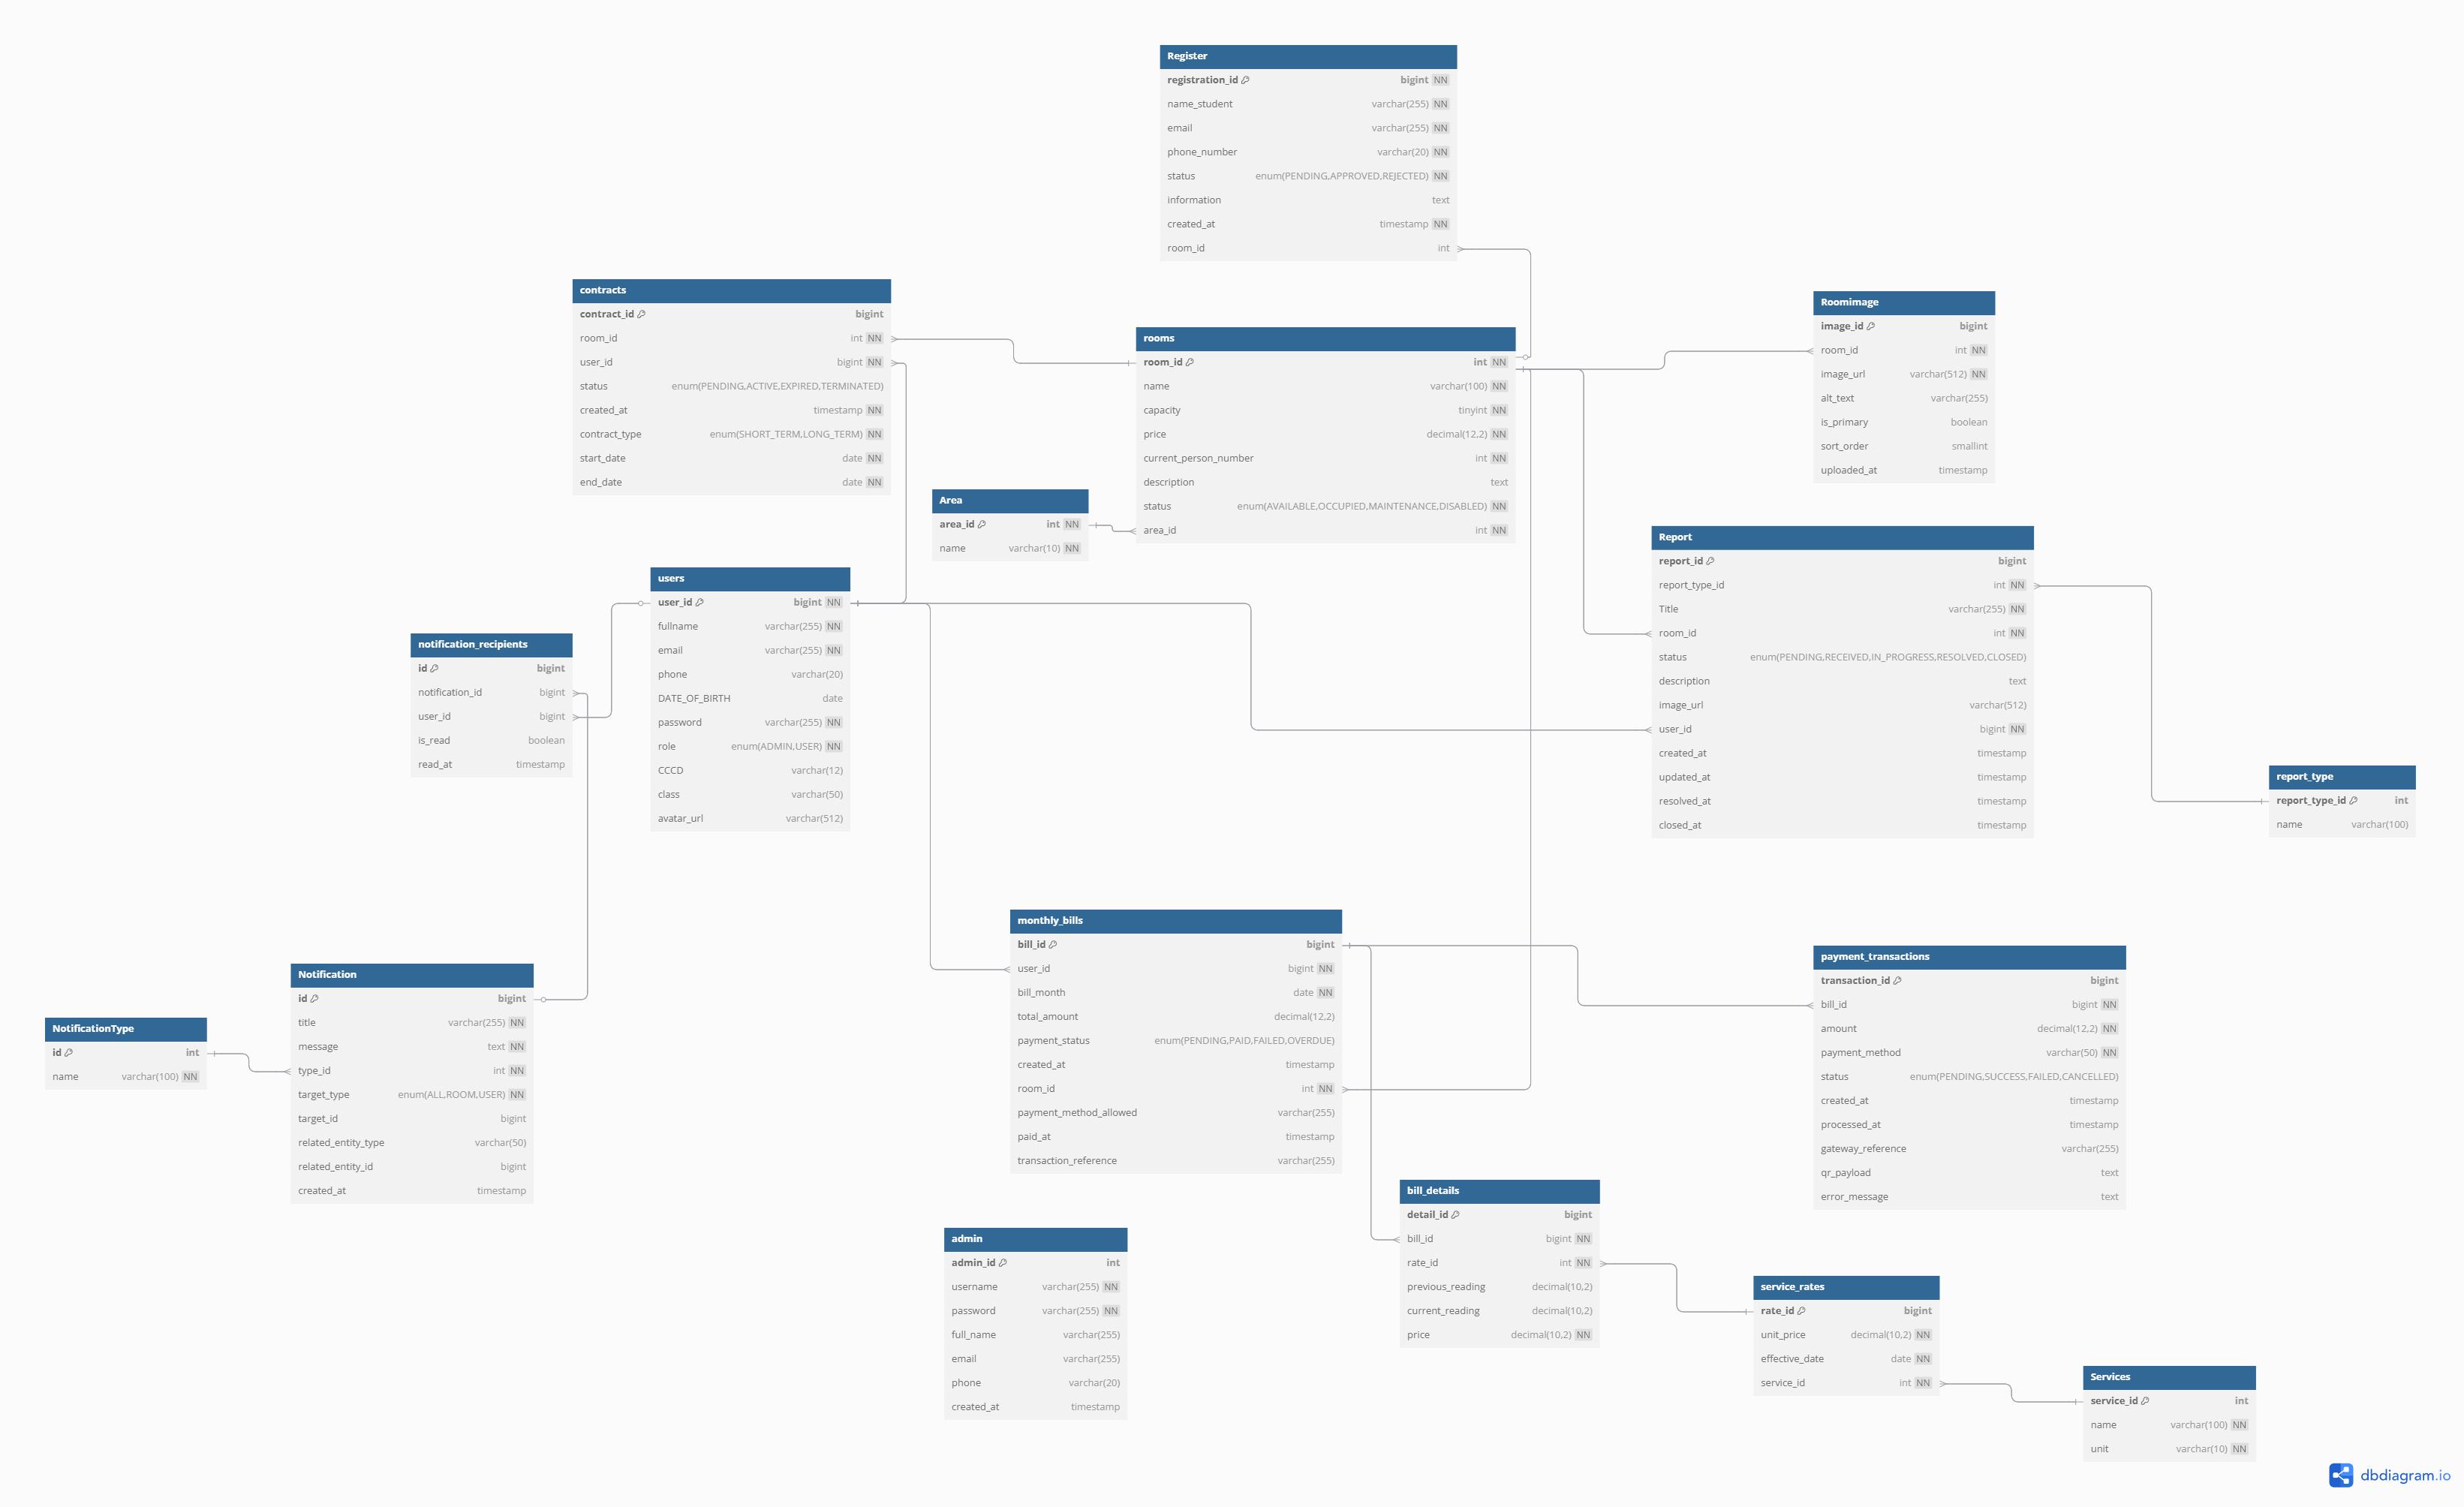 Register
registration_id bigint NN
name_student varchar(255) NN
email varchar(255) NN
phone_number varchar(20) NN
status enum(PENDING,APPROVED,REJECTED) NN
information text
created_at timestamp NN
room_id int
contracts
contract_id bigint
room_id int NN
user_id bigint NN
status enum(PENDING,ACTIVE,EXPIRED,TERMINATED)
created_at timestamp NN
contract_type enum(SHORT_TERM,LONG_TERM) NN
start_date date NN
end_date date NN
rooms
room_id int NN
name varchar(100) NN
capacity tinyint NN
price decimal(12,2) NN
current_person_number int NN
description text
status enum(AVAILABLE,OCCUPIED,MAINTENANCE,DISABLED) NN
area_id int NN
Roomimage
image_id bigint
room_id int NN
image_url varchar(512) NN
alt_text varchar(255)
is_primary boolean
sort_order smallint
uploaded_at timestamp
Area
area_id int NN
name varchar(10) NN
Report
report_id bigint
report_type_id int NN
Title varchar(255) NN
room_id int NN
status enum(PENDING,RECEIVED,IN_PROGRESS,RESOLVED,CLOSED)
description text
image_url varchar(512)
user_id bigint NN
created_at timestamp
updated_at timestamp
resolved_at timestamp
closed_at timestamp
users
user_id bigint NN
fullname varchar(255) NN
email varchar(255) NN
phone varchar(20)
DATE_OF_BIRTH date
password varchar(255) NN
role enum(ADMIN,USER) NN
CCCD varchar(12)
class varchar(50)
avatar_url varchar(512)
notification_recipients
id bigint
notification_id bigint
user_id bigint
is_read boolean
read_at timestamp
report_type
report_type_id int
name varchar(100)
monthly_bills
bill_id bigint
user_id bigint NN
bill_month date NN
total_amount decimal(12,2)
payment_status enum(PENDING,PAID,FAILED,OVERDUE)
created_at timestamp
room_id int NN
payment_method_allowed varchar(255)
paid_at timestamp
transaction_reference varchar(255)
payment_transactions
transaction_id bigint
bill_id bigint NN
amount decimal(12,2) NN
payment_method varchar(50) NN
status enum(PENDING,SUCCESS,FAILED,CANCELLED)
created_at timestamp
processed_at timestamp
gateway_reference varchar(255)
qr_payload text
error_message text
Notification
id bigint
title varchar(255) NN
message text NN
type_id int NN
target_type enum(ALL,ROOM,USER) NN
target_id bigint
related_entity_type varchar(50)
related_entity_id bigint
created_at timestamp
NotificationType
id int
name varchar(100) NN
bill_details
detail_id bigint
bill_id bigint NN
rate_id int NN
previous_reading decimal(10,2)
current_reading decimal(10,2)
price decimal(10,2) NN
admin
admin_id int
username varchar(255) NN
password varchar(255) NN
full_name varchar(255)
email varchar(255)
phone varchar(20)
created_at timestamp
service_rates
rate_id bigint
unit_price decimal(10,2) NN
effective_date date NN
service_id int NN
Services
service_id int
name varchar(100) NN
unit varchar(10) NN
dbdiagram.io